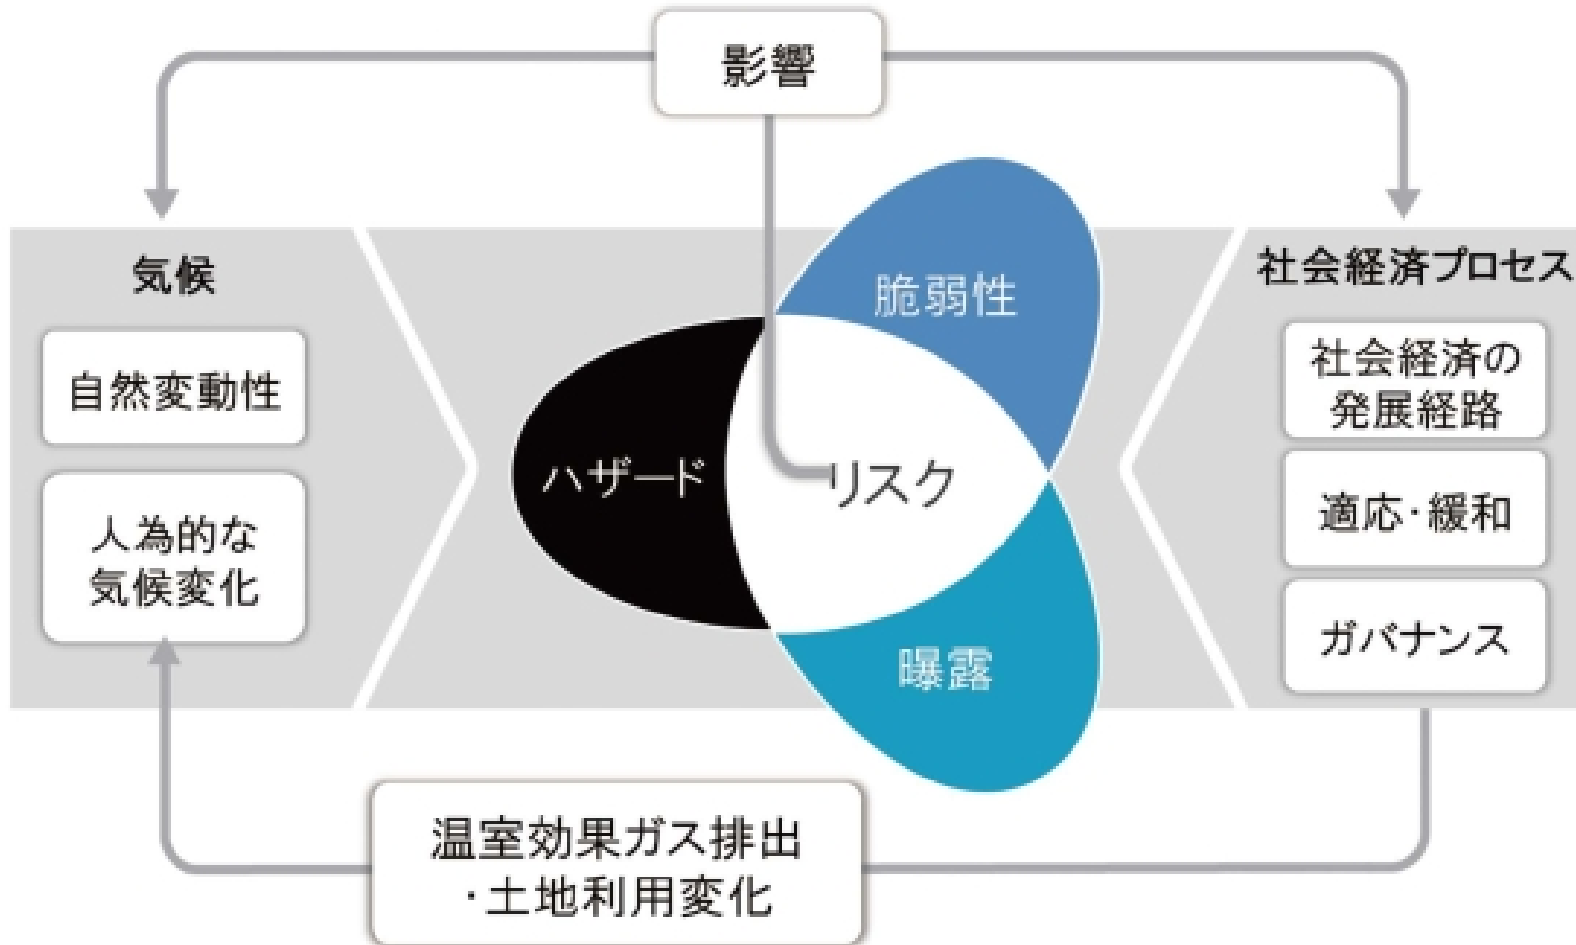 影響
気候
自然変動性
人為的な
気候変化
脆弱性
ハザード
リスク
曝露
社会経済プロセス
社会経済の
発展経路
適応・緩和
ガバナンス
温室効果ガス排出
・土地利用変化